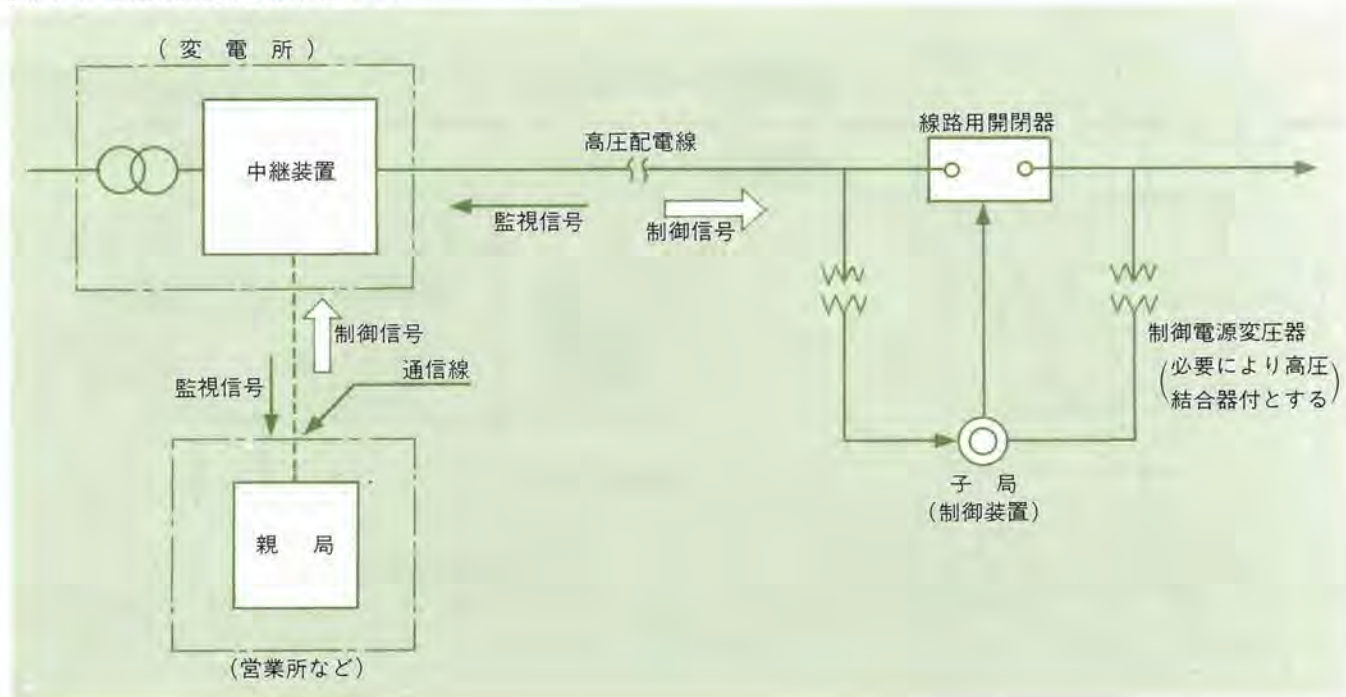 (変電所)
中継装置
高圧配電線
線路用開閉器
監視信号
制御信号
制御信号
通信線
監視信号
制御電源変圧器
(必要により高圧
結合器付とする)
子局
(制御装置)
親局
(営業所など)